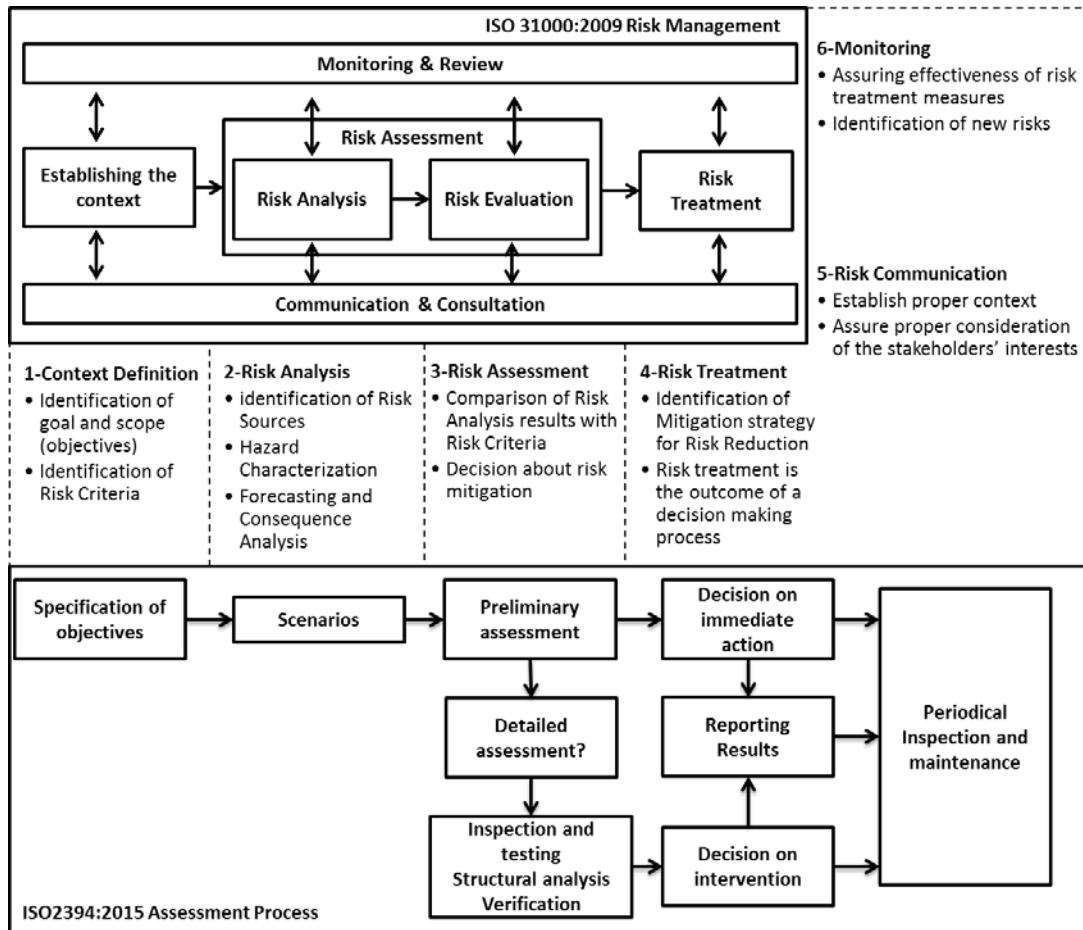 ISO 31000:2009 Risk Management
Monitoring & Review
Risk Assessment
Establishing the
context
Risk Analysis
Risk Evaluation
Risk
Treatment
Communication & Consultation
6-Monitoring
• Assuring effectiveness of risk
treatment measures
• Identification of new risks
5-Risk Communication
• Establish proper context
• Assure proper consideration
of the stakeholders' interests
1-Context Definition
• Identification of
goal and scope
(objectives)
• Identification of
Risk Criteria
2-Risk Analysis
• identification of Risk
Sources
• Hazard
Characterization
• Forecasting and
Consequence
Analysis
3-Risk Assessment
• Comparison of Risk
Analysis results with
Risk Criteria
• Decision about risk
mitigation
4-Risk Treatment
• Identification of
Mitigation strategy
for Risk Reduction
• Risk treatment is
the outcome of a
decision making
process
Specification of
objectives
Scenarios
Preliminary
assessment
Decision on
immediate
action
Detailed
assessment?
Reporting
Results
Periodical
Inspection and
maintenance
Inspection and
testing
Structural analysis
Verification
Decision on
intervention
ISO2394:2015 Assessment Process